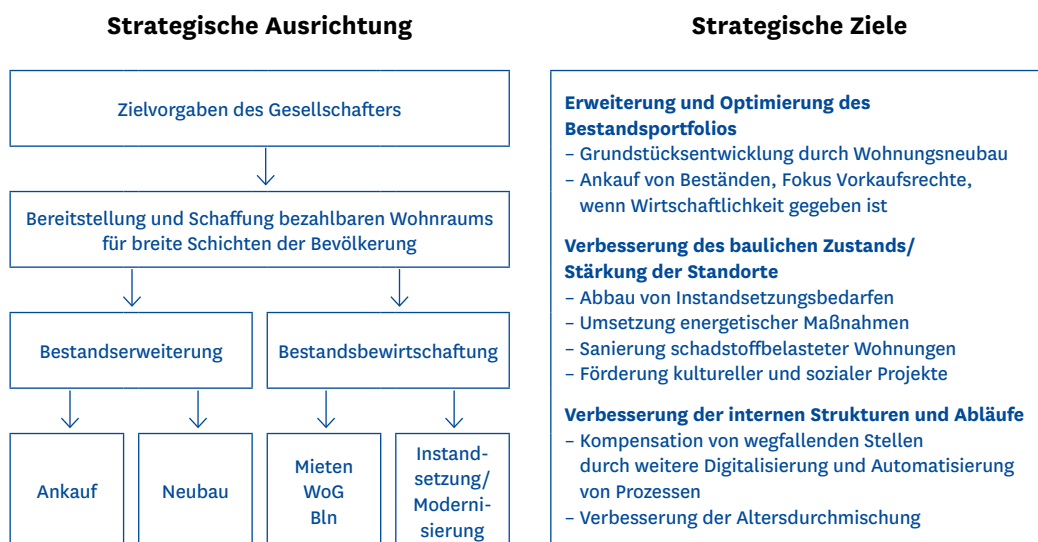 Strategische Ausrichtung
Zielvorgaben des Gesellschafters
Bereitstellung und Schaffung bezahlbaren Wohnraums
für breite Schichten der Bevölkerung
Bestandserweiterung
Bestandsbewirtschaftung
Ankauf
Neubau
Mieten
WoG
Bln
Instand-
setzung/
Moderni-
sierung
Strategische Ziele
Erweiterung und Optimierung des
Bestandsportfolios
– Grundstücksentwicklung durch Wohnungsneubau
– Ankauf von Beständen, Fokus Vorkaufsrechte,
wenn Wirtschaftlichkeit gegeben ist
Verbesserung des baulichen Zustands/
Stärkung der Standorte
– Abbau von Instandsetzungsbedarfen
– Umsetzung energetischer Maßnahmen
– Sanierung schadstoffbelasteter Wohnungen
– Förderung kultureller und sozialer Projekte
Verbesserung der internen Strukturen und Abläufe
– Kompensation von wegfallenden Stellen
durch weitere Digitalisierung und Automatisierung
von Prozessen
– Verbesserung der Altersdurchmischung